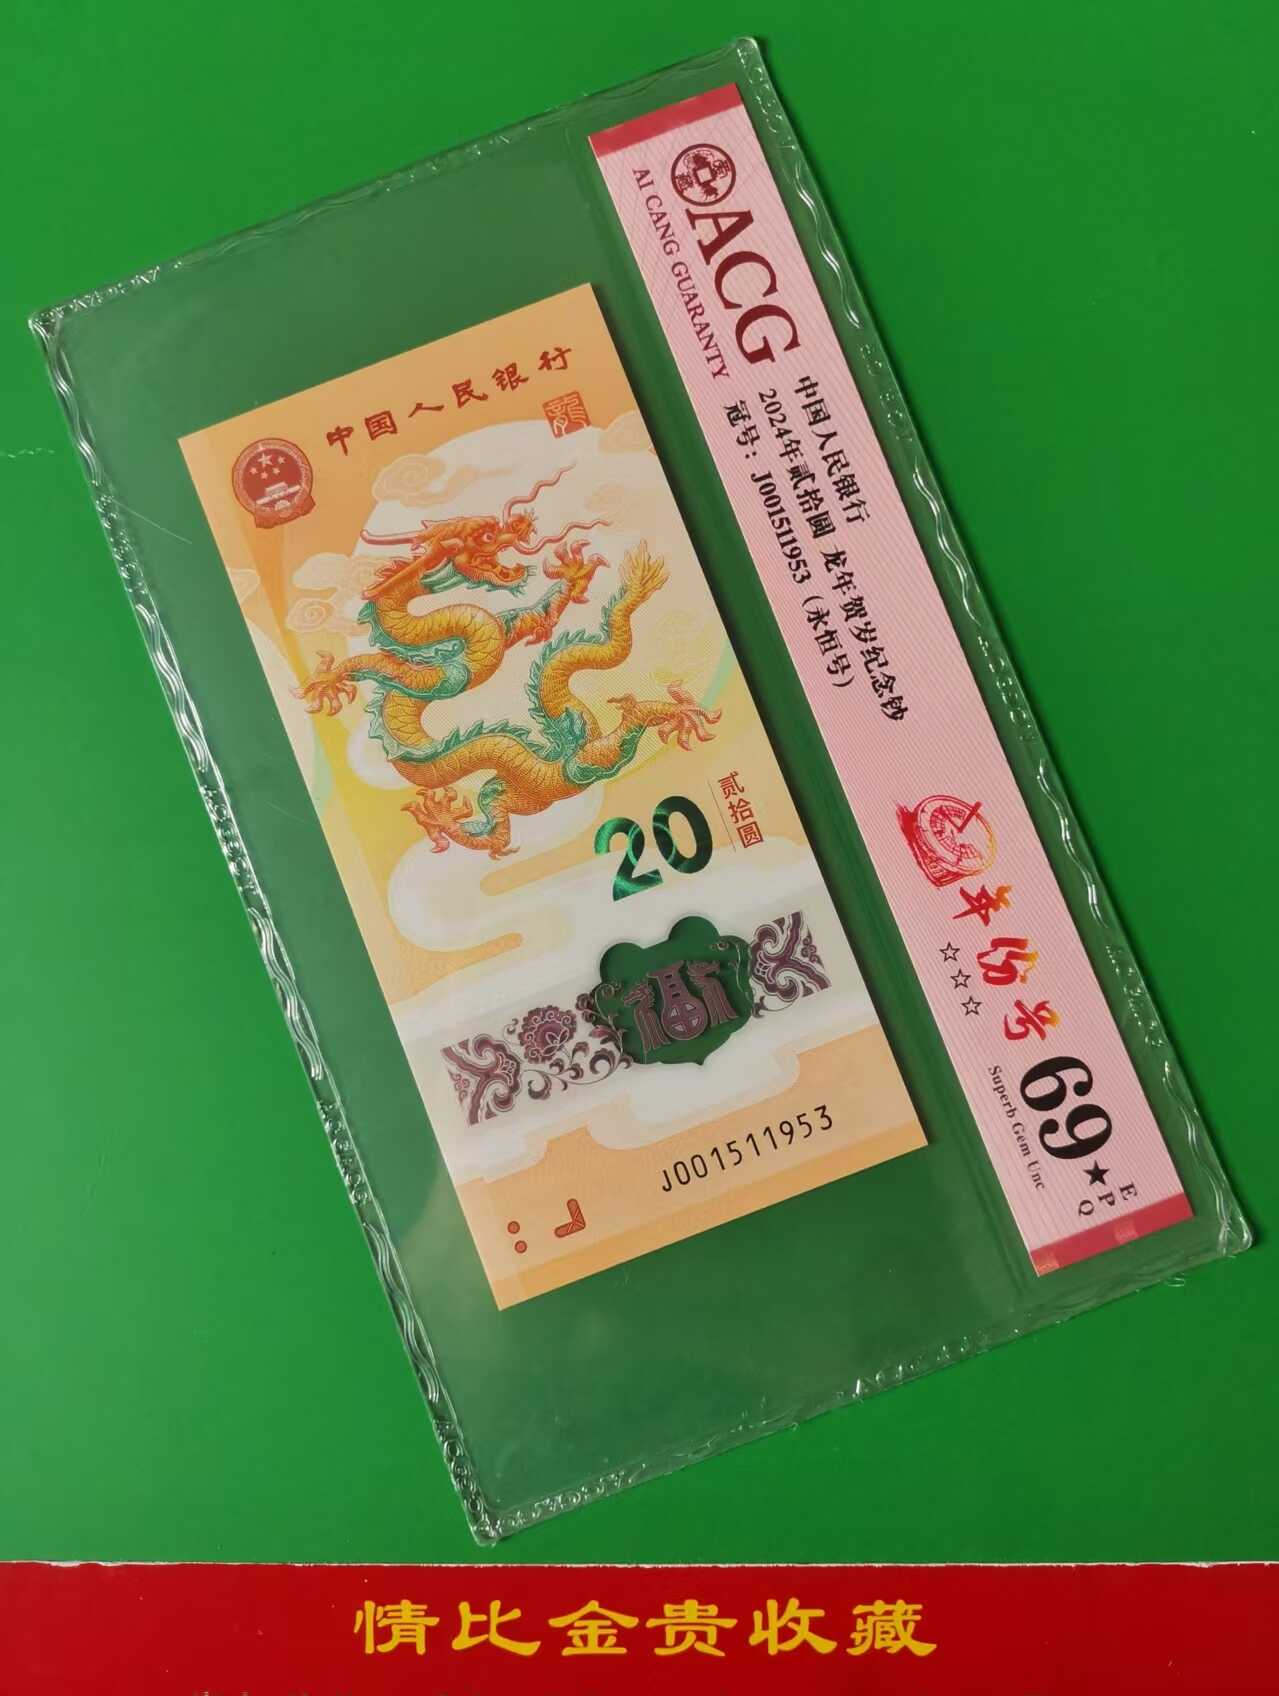 中国人民银行
龍
20
贰拾圆
福
J001511953
ACG
AI CANG GUARANTY
中国人民银行
2024年贰拾圆 龙年贺岁纪念钞
冠号：J001511953（永恒号）
年份号
☆☆☆
69★
EPQ
Superb Gem Unc
情比金贵收藏